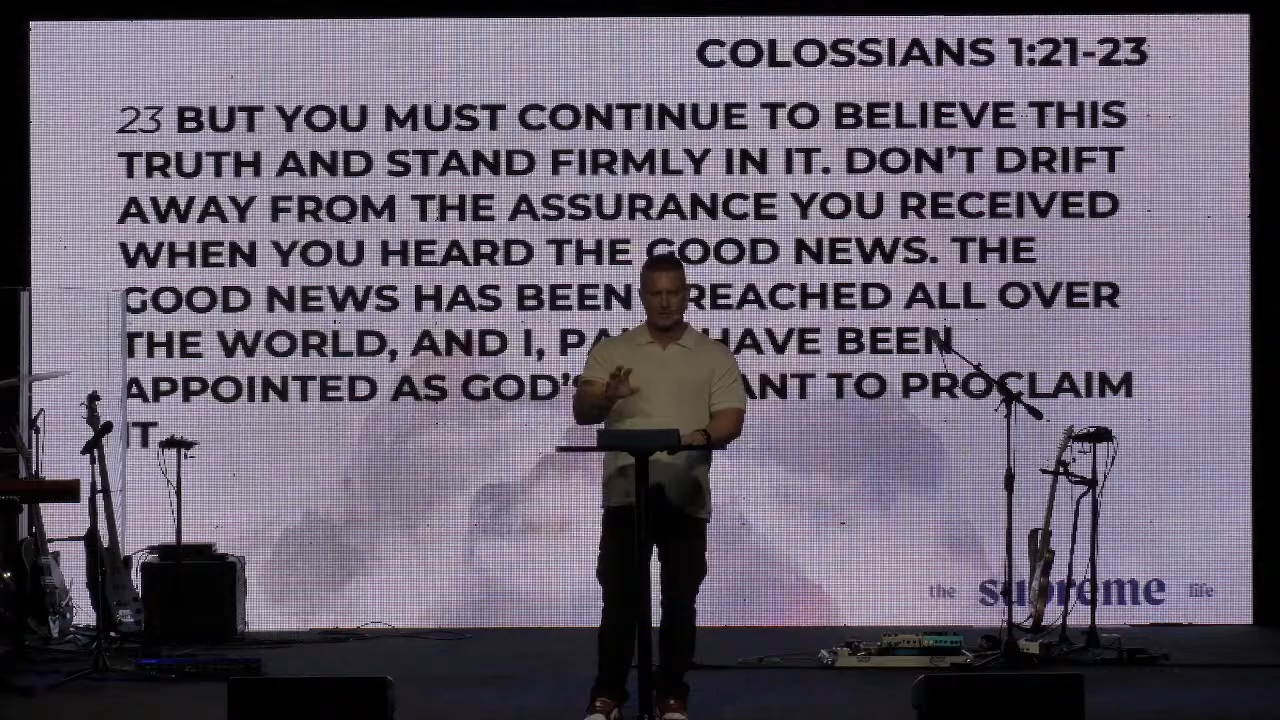 COLOSSIANS 1:21-23
23 BUT YOU MUST CONTINUE TO BELIEVE THIS
TRUTH AND STAND FIRMLY IN IT. DON'T DRIFT
AWAY FROM THE ASSURANCE YOU RECEIVED
WHEN YOU HEARD THE GOOD NEWS. THE
GOOD NEWS HAS BEEN PREACHED ALL OVER
THE WORLD, AND I, HAVE BEEN
APPOINTED AS GOD'S TO PROCLAIM
IT.
the supreme life